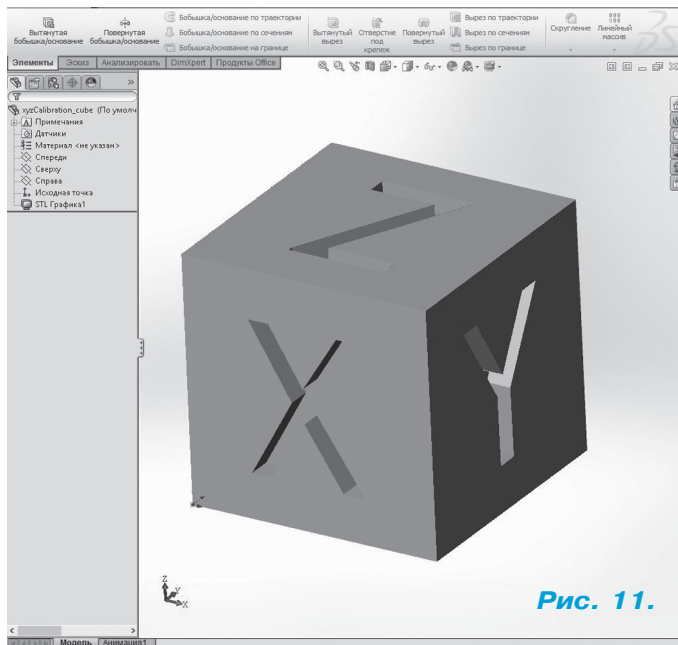 Вытянутая
бобышка/основание
Повернутая
бобышка/основание
Бобышка/основание по траектории
Бобышка/основание по сечениям
Бобышка/основание на границе
Вытянутый
вырез
Отверстие
под
крепеж
Повернутый
вырез
Вырез по траектории
Вырез по сечениям
Вырез по границе
Скругление
Линейный
массив
Элементы
Эскиз
Анализировать
DimXpert
Продукты Office
»
xyzCalibration_cube (По умолч
Примечания
Датчики
Материал <не указан>
Спереди
Сверху
Справа
Исходная точка
STL Графика1
Z
X
Y
Z
Y
X
Рис. 11.
Модель
Анимация1